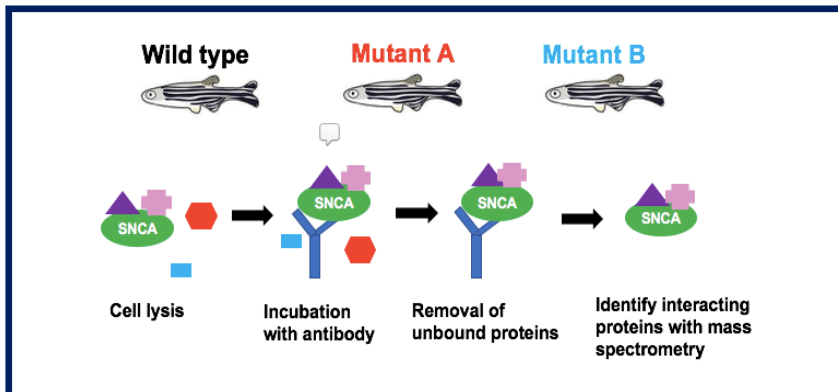 Wild type
Mutant A
Mutant B
SNCA
SNCA
SNCA
SNCA
Cell lysis
Incubation
with antibody
Removal of
unbound proteins
Identify interacting
proteins with mass
spectrometry